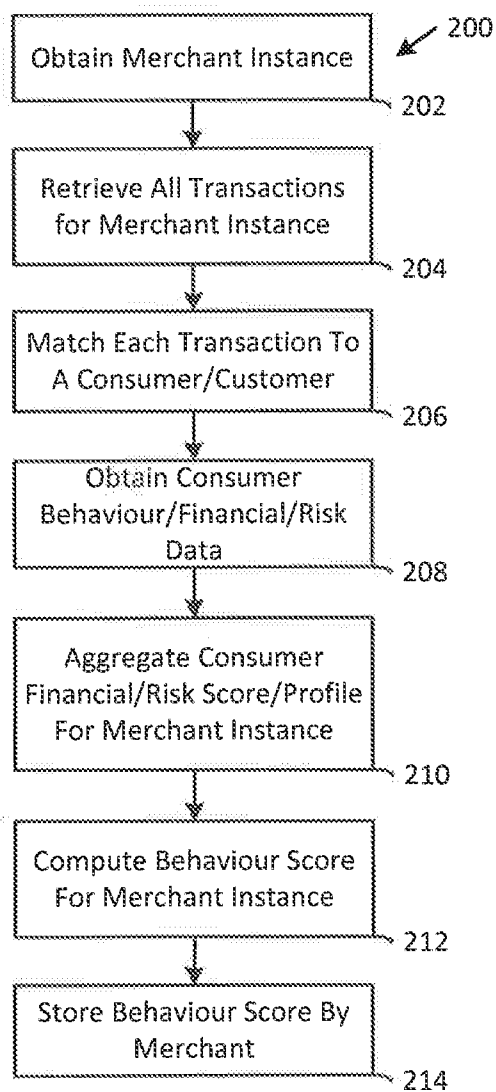 200
Obtain Merchant Instance
202
Retrieve All Transactions
for Merchant Instance
204
Match Each Transaction To
A Consumer/Customer
206
Obtain Consumer
Behaviour/Financial/Risk
Data
208
Aggregate Consumer
Financial/Risk Score/Profile
For Merchant Instance
210
Compute Behaviour Score
For Merchant Instance
212
Store Behaviour Score By
Merchant
214